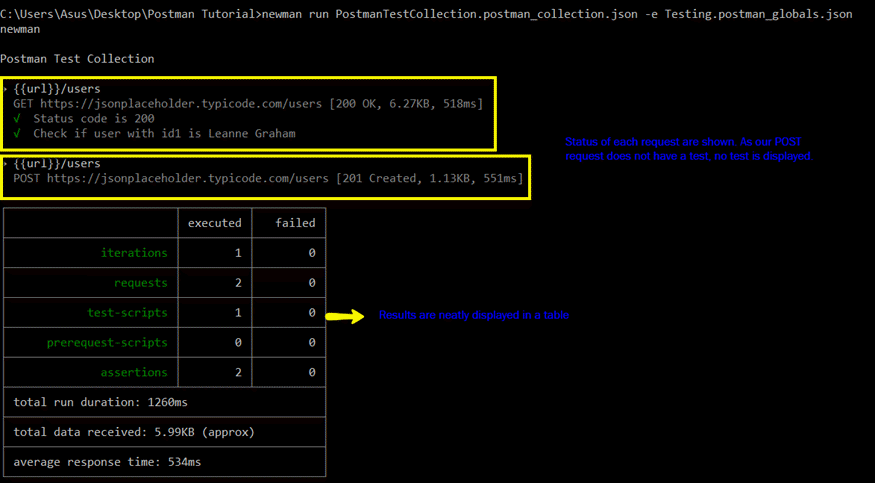 C:\Users\Asus\Desktop\Postman Tutorial>newman run PostmanTestCollection.postman_collection.json -e Testing.postman_globals.json
newman
Postman Test Collection
› {{url}}/users
GET https://jsonplaceholder.typicode.com/users [200 OK, 6.27KB, 518ms]
√ Status code is 200
√ Check if user with id1 is Leanne Graham
› {{url}}/users
POST https://jsonplaceholder.typicode.com/users [201 Created, 1.13KB, 551ms]
Status of each request are shown. As our POST
request does not have a test, no test is displayed.
executed failed
iterations 1 0
requests 2 0
test-scripts 1 0
prerequest-scripts 0 0
assertions 2 0
total run duration: 1260ms
total data received: 5.99KB (approx)
average response time: 534ms
Results are neatly displayed in a table